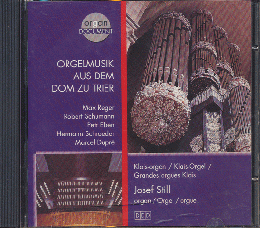 organ
DOCUMENT
ORGELMUSIK
AUS DEM
DOM ZU TRIER
Max Reger
Robert Schumann
Petr Eben
Hermann Schroeder
Marcel Dupré
Klais-organ / Klais-Orgel /
Grandes orgues Klais
Josef Still
organ / Orgel / orgue
DDD